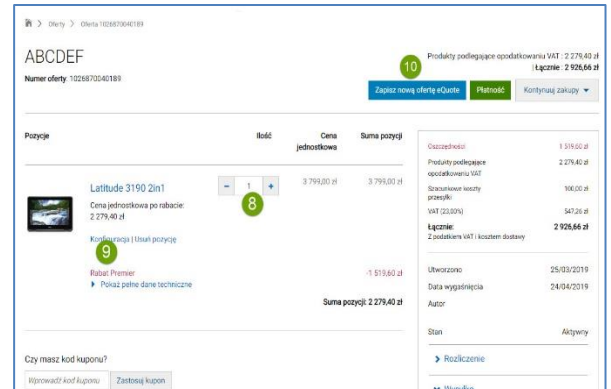 Oferty > Oferta 1026870040189
ABCDEF
Numer oferty: 1026870040189
Produkty podlegające opodatkowaniu VAT : 2 279,40 zł
| Łącznie : 2 926,66 zł
10
Zapisz nową ofertę eQuote
Płatność
Kontynuuj zakupy
Pozycje
Ilość
Cena jednostkowa
Suma pozycji
Latitude 3190 2in1
- 1 +
3 799,00 zł
3 799,00 zł
8
Cena jednostkowa po rabacie:
2 279,40 zł
Konfiguracja | Usuń pozycję
9
Rabat Premier
-1 519,60 zł
Pokaż pełne dane techniczne
Suma pozycji: 2 279,40 zł
Czy masz kod kuponu?
Wprowadź kod kuponu
Zastosuj kupon
Oszczędności
1 519,60 zł
Produkty podlegające opodatkowaniu VAT
2 279,40 zł
Szacunkowe koszty przesyłki
100,00 zł
VAT (23,00%)
547,26 zł
Łącznie:
2 926,66 zł
Z podatkiem VAT i kosztem dostawy
Utworzono
25/03/2019
Data wygaśnięcia
24/04/2019
Autor
Stan
Aktywny
Rozliczenie
Wysyłka